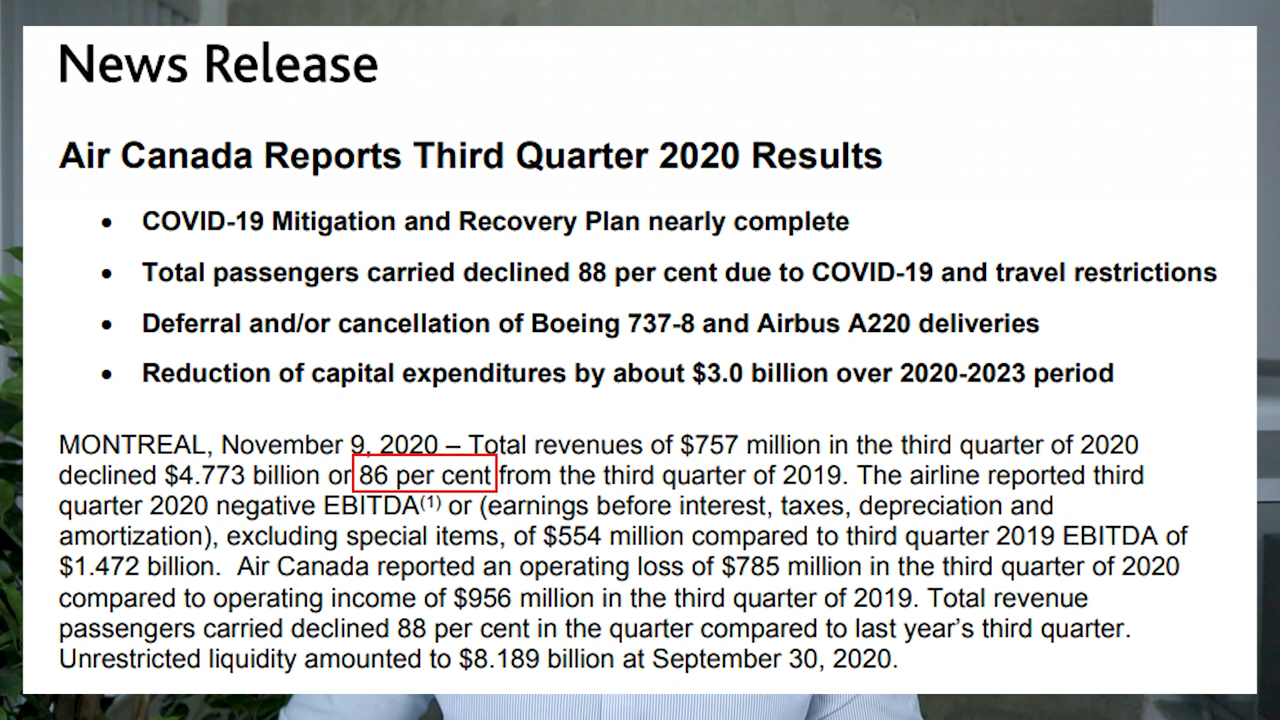 News Release
Air Canada Reports Third Quarter 2020 Results
• COVID-19 Mitigation and Recovery Plan nearly complete
• Total passengers carried declined 88 per cent due to COVID-19 and travel restrictions
• Deferral and/or cancellation of Boeing 737-8 and Airbus A220 deliveries
• Reduction of capital expenditures by about $3.0 billion over 2020-2023 period
MONTREAL, November 9, 2020 – Total revenues of $757 million in the third quarter of 2020
declined $4.773 billion or 86 per cent from the third quarter of 2019. The airline reported third
quarter 2020 negative EBITDA(1) or (earnings before interest, taxes, depreciation and
amortization), excluding special items, of $554 million compared to third quarter 2019 EBITDA of
$1.472 billion.  Air Canada reported an operating loss of $785 million in the third quarter of 2020
compared to operating income of $956 million in the third quarter of 2019. Total revenue
passengers carried declined 88 per cent in the quarter compared to last year’s third quarter.
Unrestricted liquidity amounted to $8.189 billion at September 30, 2020.